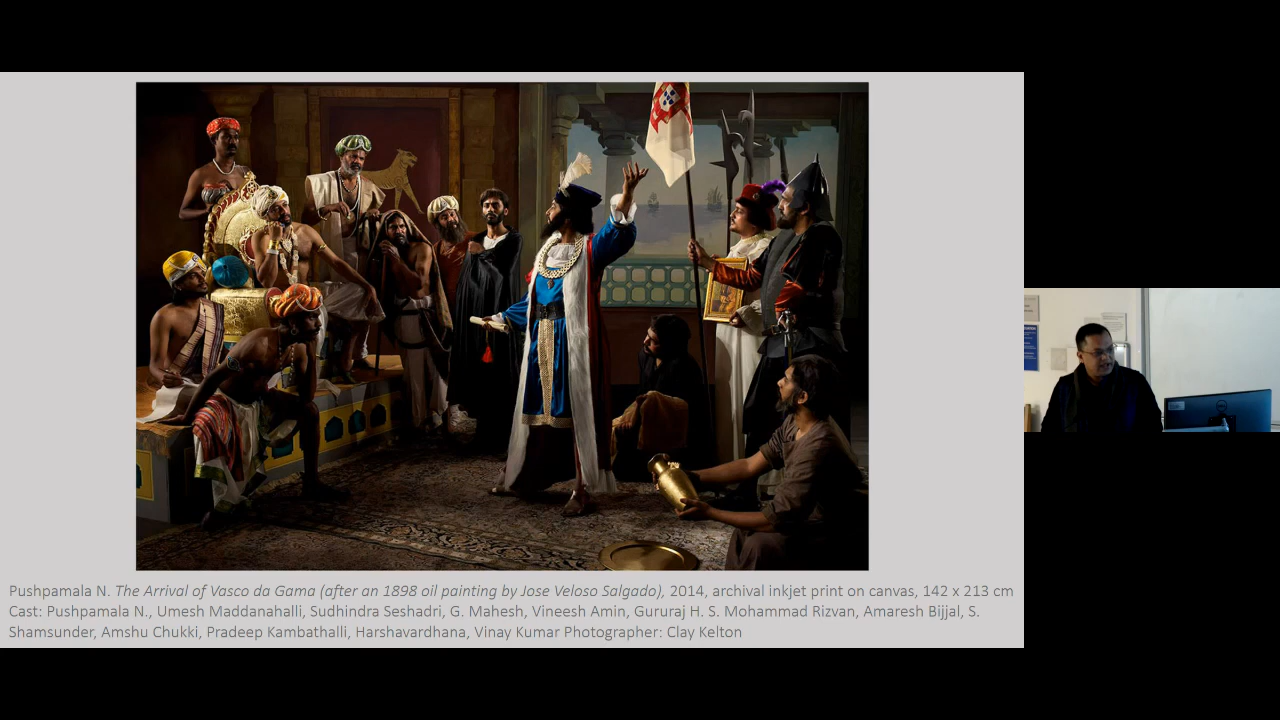 Pushpamala N. The Arrival of Vasco da Gama (after an 1898 oil painting by Jose Veloso Salgado), 2014, archival inkjet print on canvas, 142 x 213 cm
Cast: Pushpamala N., Umesh Maddanahalli, Sudhindra Seshadri, G. Mahesh, Vineesh Amin, Gururaj H. S. Mohammad Rizvan, Amaresh Bijjal, S.
Shamsunder, Amshu Chukki, Pradeep Kambathalli, Harshavardhana, Vinay Kumar Photographer: Clay Kelton